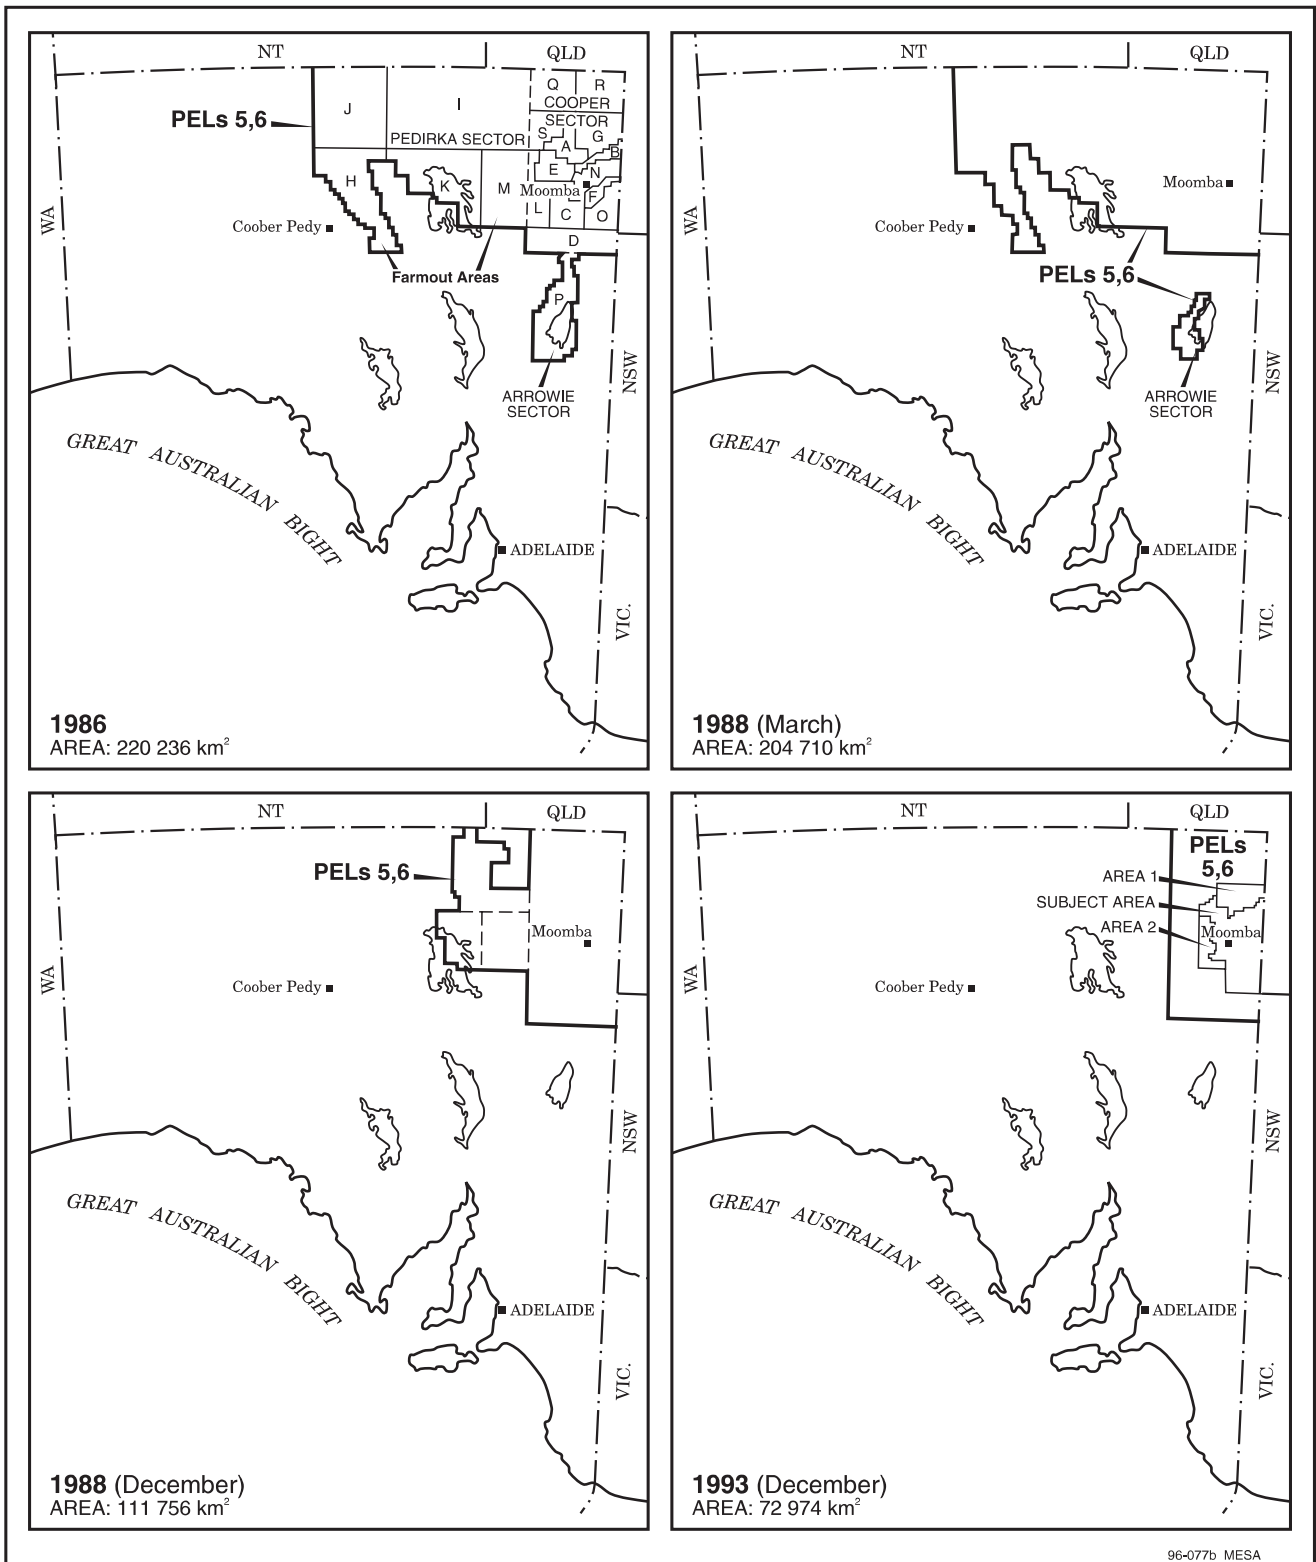 NT
QLD
PELs 5,6
J
I
Q
R
COOPER
SECTOR
PEDIRKA SECTOR
S
G
A
B
H
K
M
E
N
Moomba
F
L
C
O
WA
Coober Pedy
D
Farmout Areas
P
NSW
ARROWIE
SECTOR
GREAT AUSTRALIAN BIGHT
ADELAIDE
VIC.
1986
AREA: 220 236 km²
NT
QLD
Moomba
WA
Coober Pedy
PELs 5,6
NSW
ARROWIE
SECTOR
GREAT AUSTRALIAN BIGHT
ADELAIDE
VIC.
1988 (March)
AREA: 204 710 km²
NT
QLD
PELs 5,6
Moomba
WA
Coober Pedy
NSW
GREAT AUSTRALIAN BIGHT
ADELAIDE
VIC.
1988 (December)
AREA: 111 756 km²
NT
QLD
PELs
5,6
AREA 1
SUBJECT AREA
AREA 2
Moomba
WA
Coober Pedy
NSW
GREAT AUSTRALIAN BIGHT
ADELAIDE
VIC.
1993 (December)
AREA: 72 974 km²
96-077b MESA